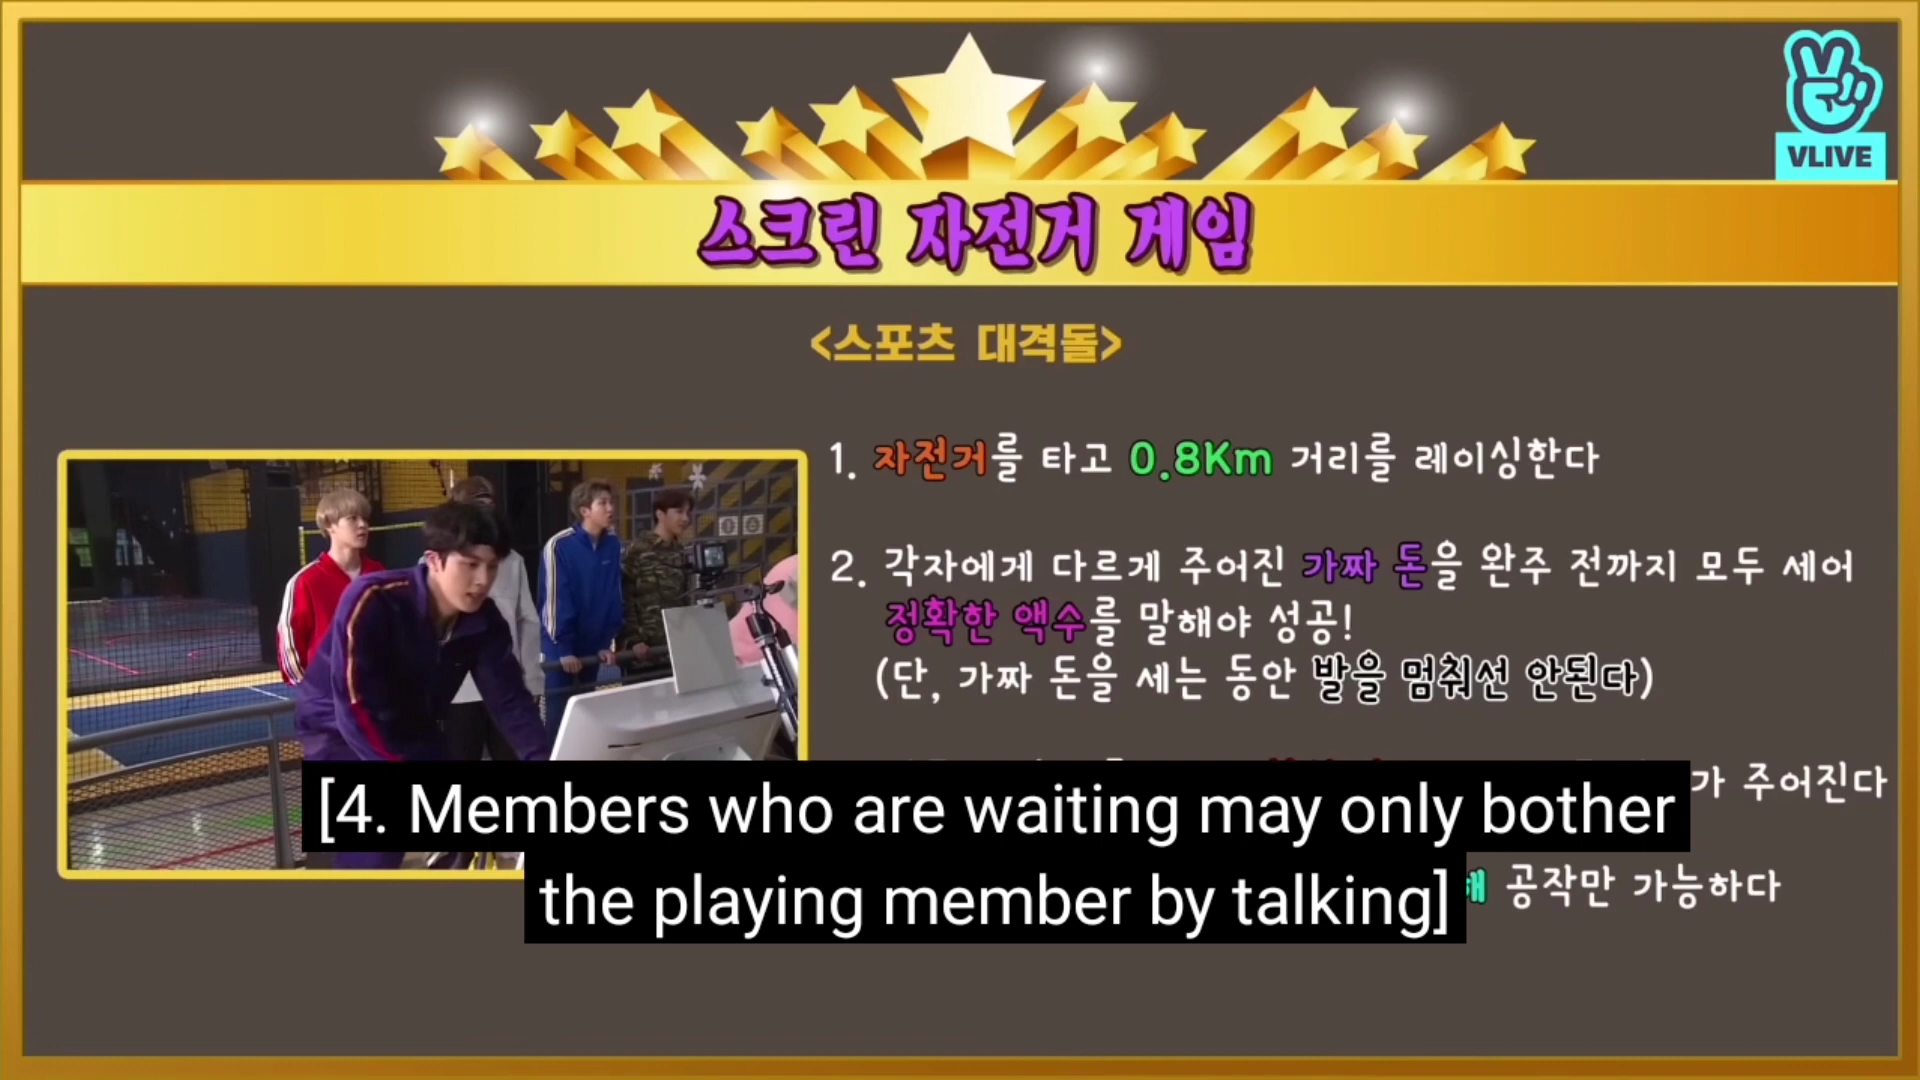 VLIVE
스크린 자전거 게임
<스포츠 대격돌>
1. 자전거를 타고 0.8Km 거리를 레이싱한다
2. 각자에게 다르게 주어진 가짜 돈을 완주 전까지 모두 세어
정확한 액수를 말해야 성공!
(단, 가짜 돈을 세는 동안 발을 멈춰선 안된다)
가 주어진다
[4. Members who are waiting may only bother
the playing member by talking]
해 공작만 가능하다